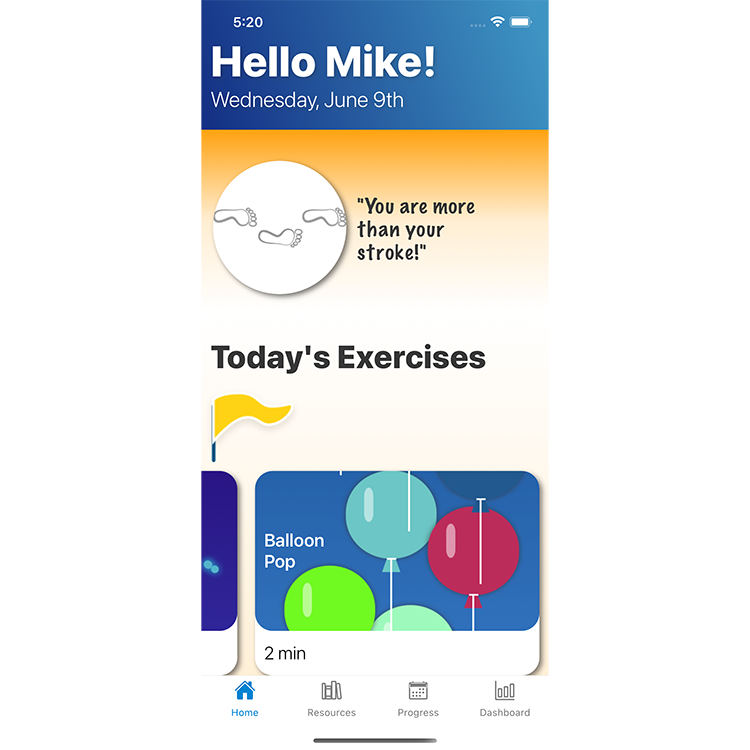 5:20
Hello Mike!
Wednesday, June 9th
"You are more
than your
stroke!"
Today's Exercises
Balloon
Pop
2 min
Home
Resources
Progress
Dashboard